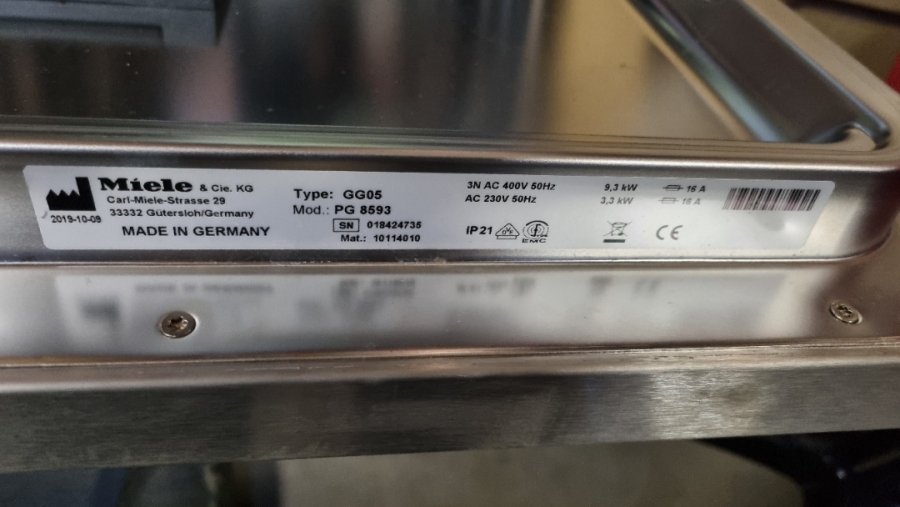 Miele & Cie. KG
Carl-Miele-Strasse 29
33332 Gütersloh/Germany
2019-10-09
MADE IN GERMANY
Type: GG05
Mod.: PG 8593
SN 018424735
Mat.: 10114010
3N AC 400V 50Hz 9,3 kW 16 A
AC 230V 50Hz 3,3 kW 16 A
IP21 EMC CE